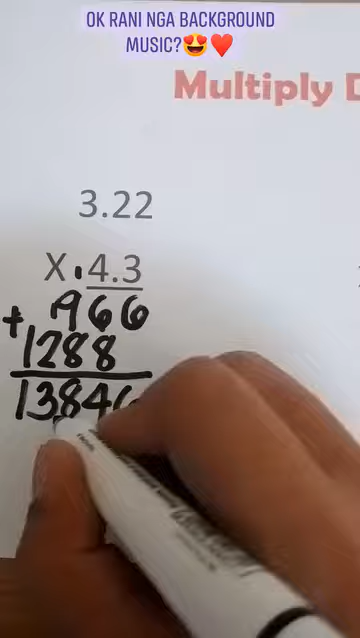 OK RANI NGA BACKGROUND
MUSIC?😍❤️
Multiply D
3.22
X 4.3
966
+ 1288
1384